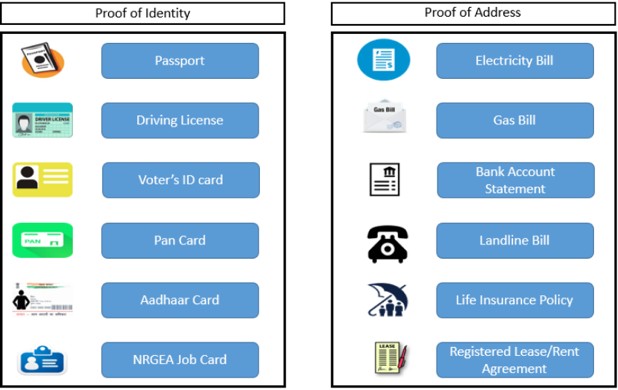 Proof of Identity
Passport
DRIVER LICENSE
Driving License
Voter's ID card
PAN
Pan Card
Aadhaar Card
NRGEA Job Card
Proof of Address
$
Electricity Bill
Gas Bill
Gas Bill
Bank Account
Statement
Landline Bill
Life Insurance Policy
LEASE
Registered Lease/Rent
Agreement